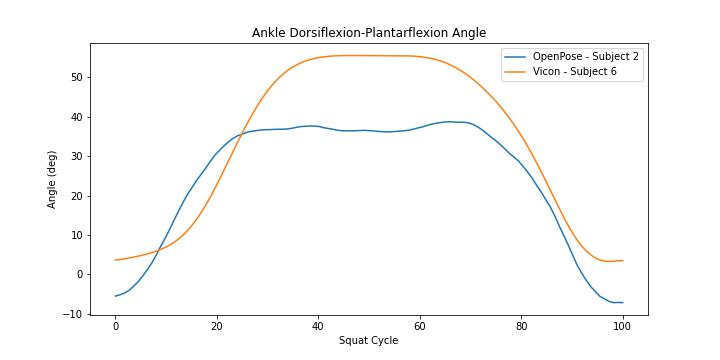 Ankle Dorsiflexion-Plantarflexion Angle
OpenPose - Subject 2
Vicon - Subject 6
Angle (deg)
50
40
30
20
10
0
−10
0 20 40 60 80 100
Squat Cycle